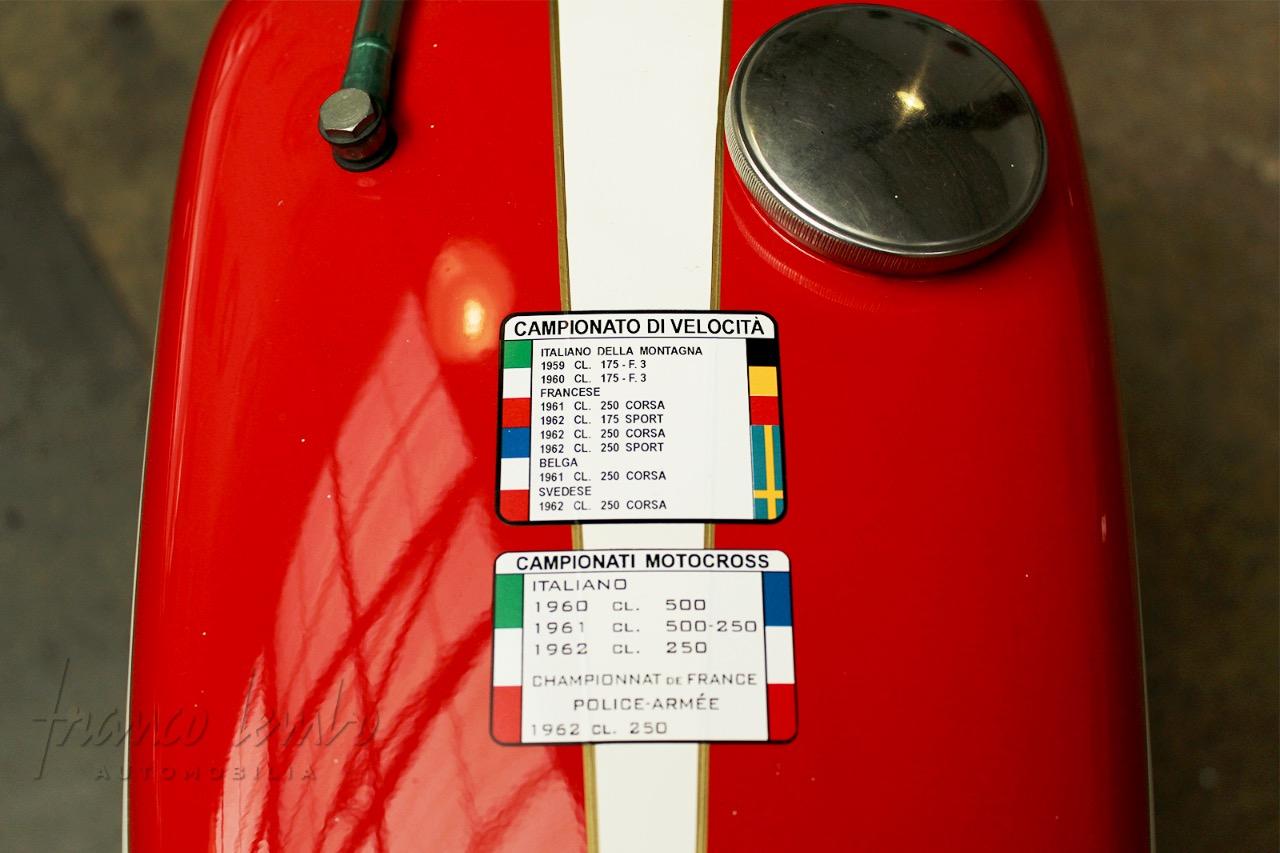 CAMPIONATO DI VELOCITÀ
ITALIANO DELLA MONTAGNA
1959 CL. 175 - F. 3
1960 CL. 175 - F. 3
FRANCESE
1961 CL. 250 CORSA
1962 CL. 175 SPORT
1962 CL. 250 CORSA
1962 CL. 250 SPORT
BELGA
1961 CL. 250 CORSA
SVEDESE
1962 CL. 250 CORSA
CAMPIONATI MOTOCROSS
ITALIANO
1960 CL. 500
1961 CL. 500-250
1962 CL. 250
CHAMPIONNAT DE FRANCE
POLICE-ARMÉE
1962 CL. 250
franco lembo
AUTOMOBILIA